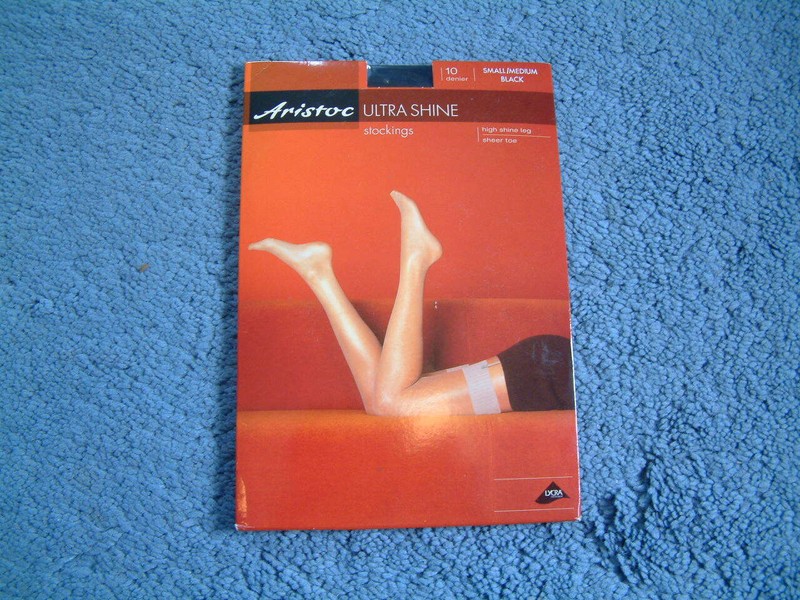 10
denier
SMALL/MEDIUM
BLACK
Aristoc ULTRA SHINE
stockings
high shine leg
sheer toe
LYCRA